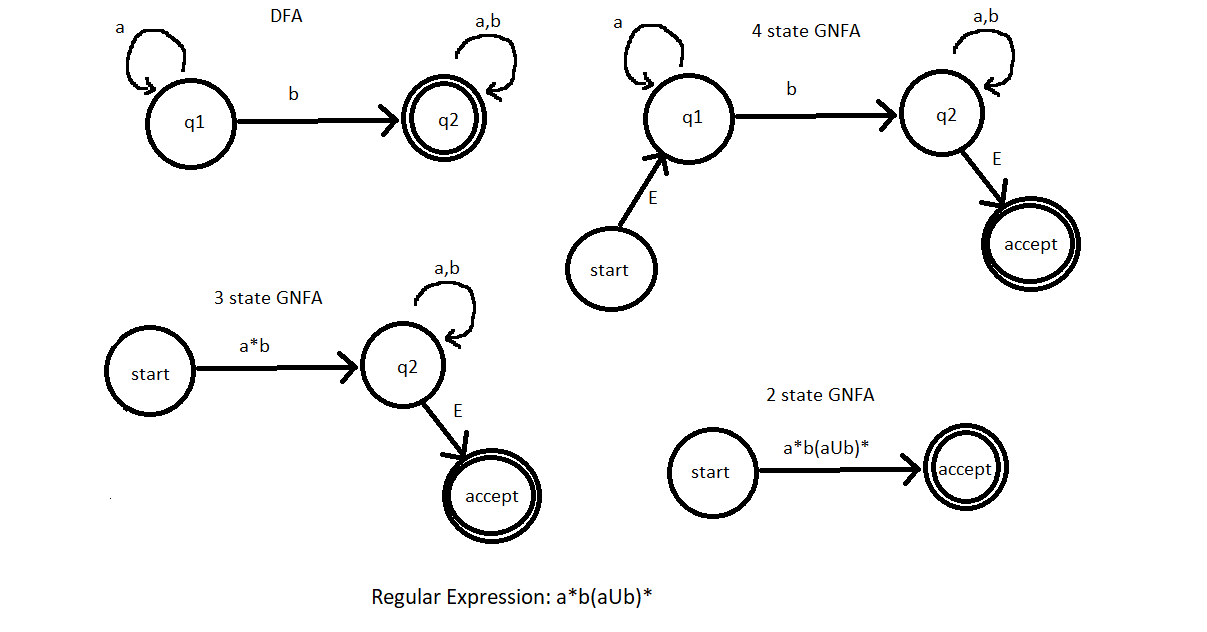 DFA
a
a,b
b
q1
q2
4 state GNFA
a
a,b
b
q1
q2
E
E
start
accept
3 state GNFA
a,b
a*b
start
q2
E
accept
2 state GNFA
a*b(aUb)*
start
accept
Regular Expression: a*b(aUb)*